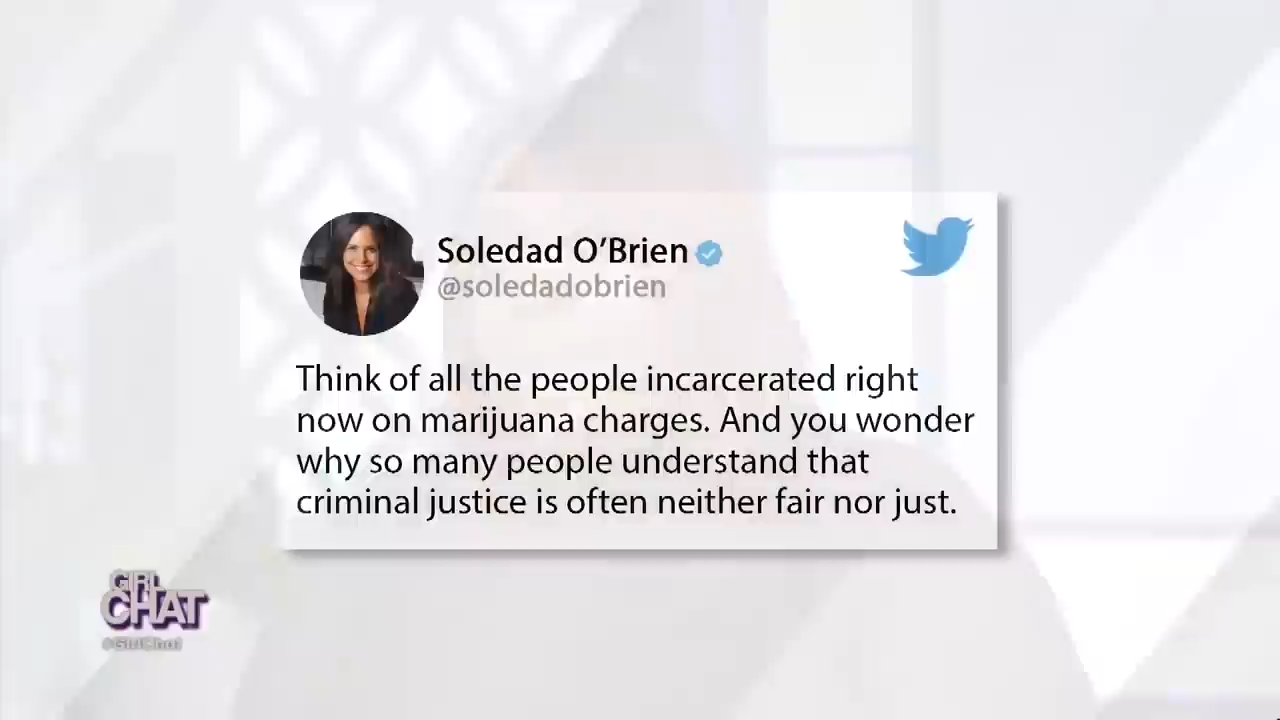 Soledad O’Brien
@soledadobrien
Think of all the people incarcerated right
now on marijuana charges. And you wonder
why so many people understand that
criminal justice is often neither fair nor just.
GIRL
CHAT
#GirlChat